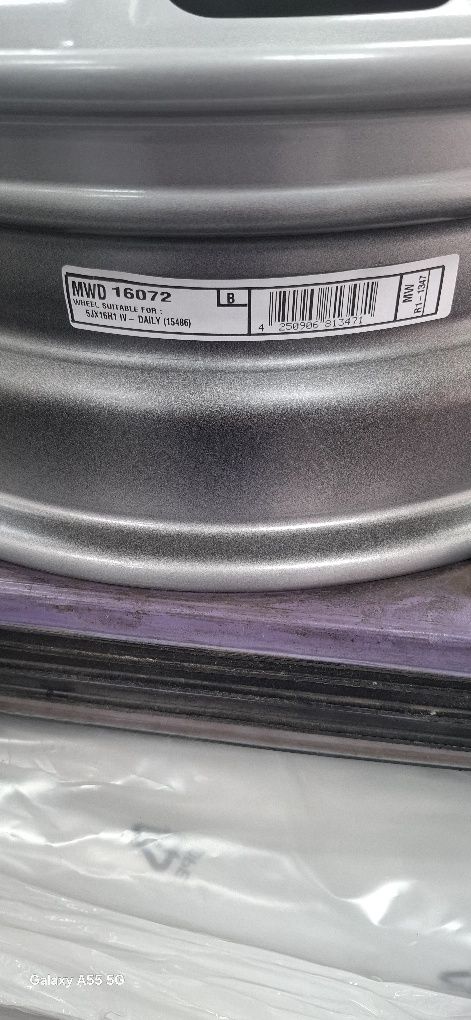 MWD 16072
B
WHEEL SUITABLE FOR :
5JX16H1 IV - DAILY (15486)
4 250906 813471
MW
R1-1347
Galaxy A55 5G